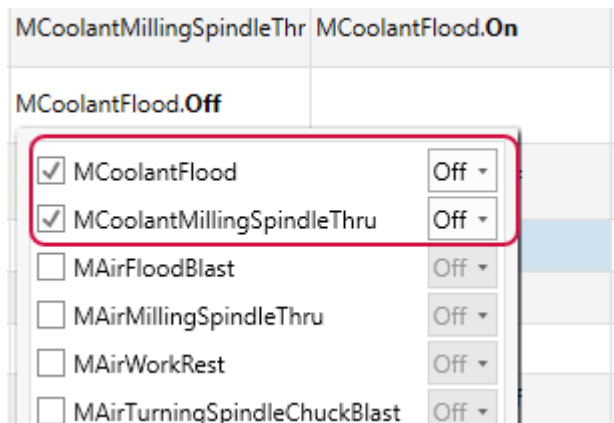 MCoolantMillingSpindleThr MCoolantFlood.On
MCoolantFlood.Off
MCoolantFlood Off
MCoolantMillingSpindleThru Off
MAirFloodBlast Off
MAirMillingSpindleThru Off
MAirWorkRest Off
MAirTurningSpindleChuckBlast Off